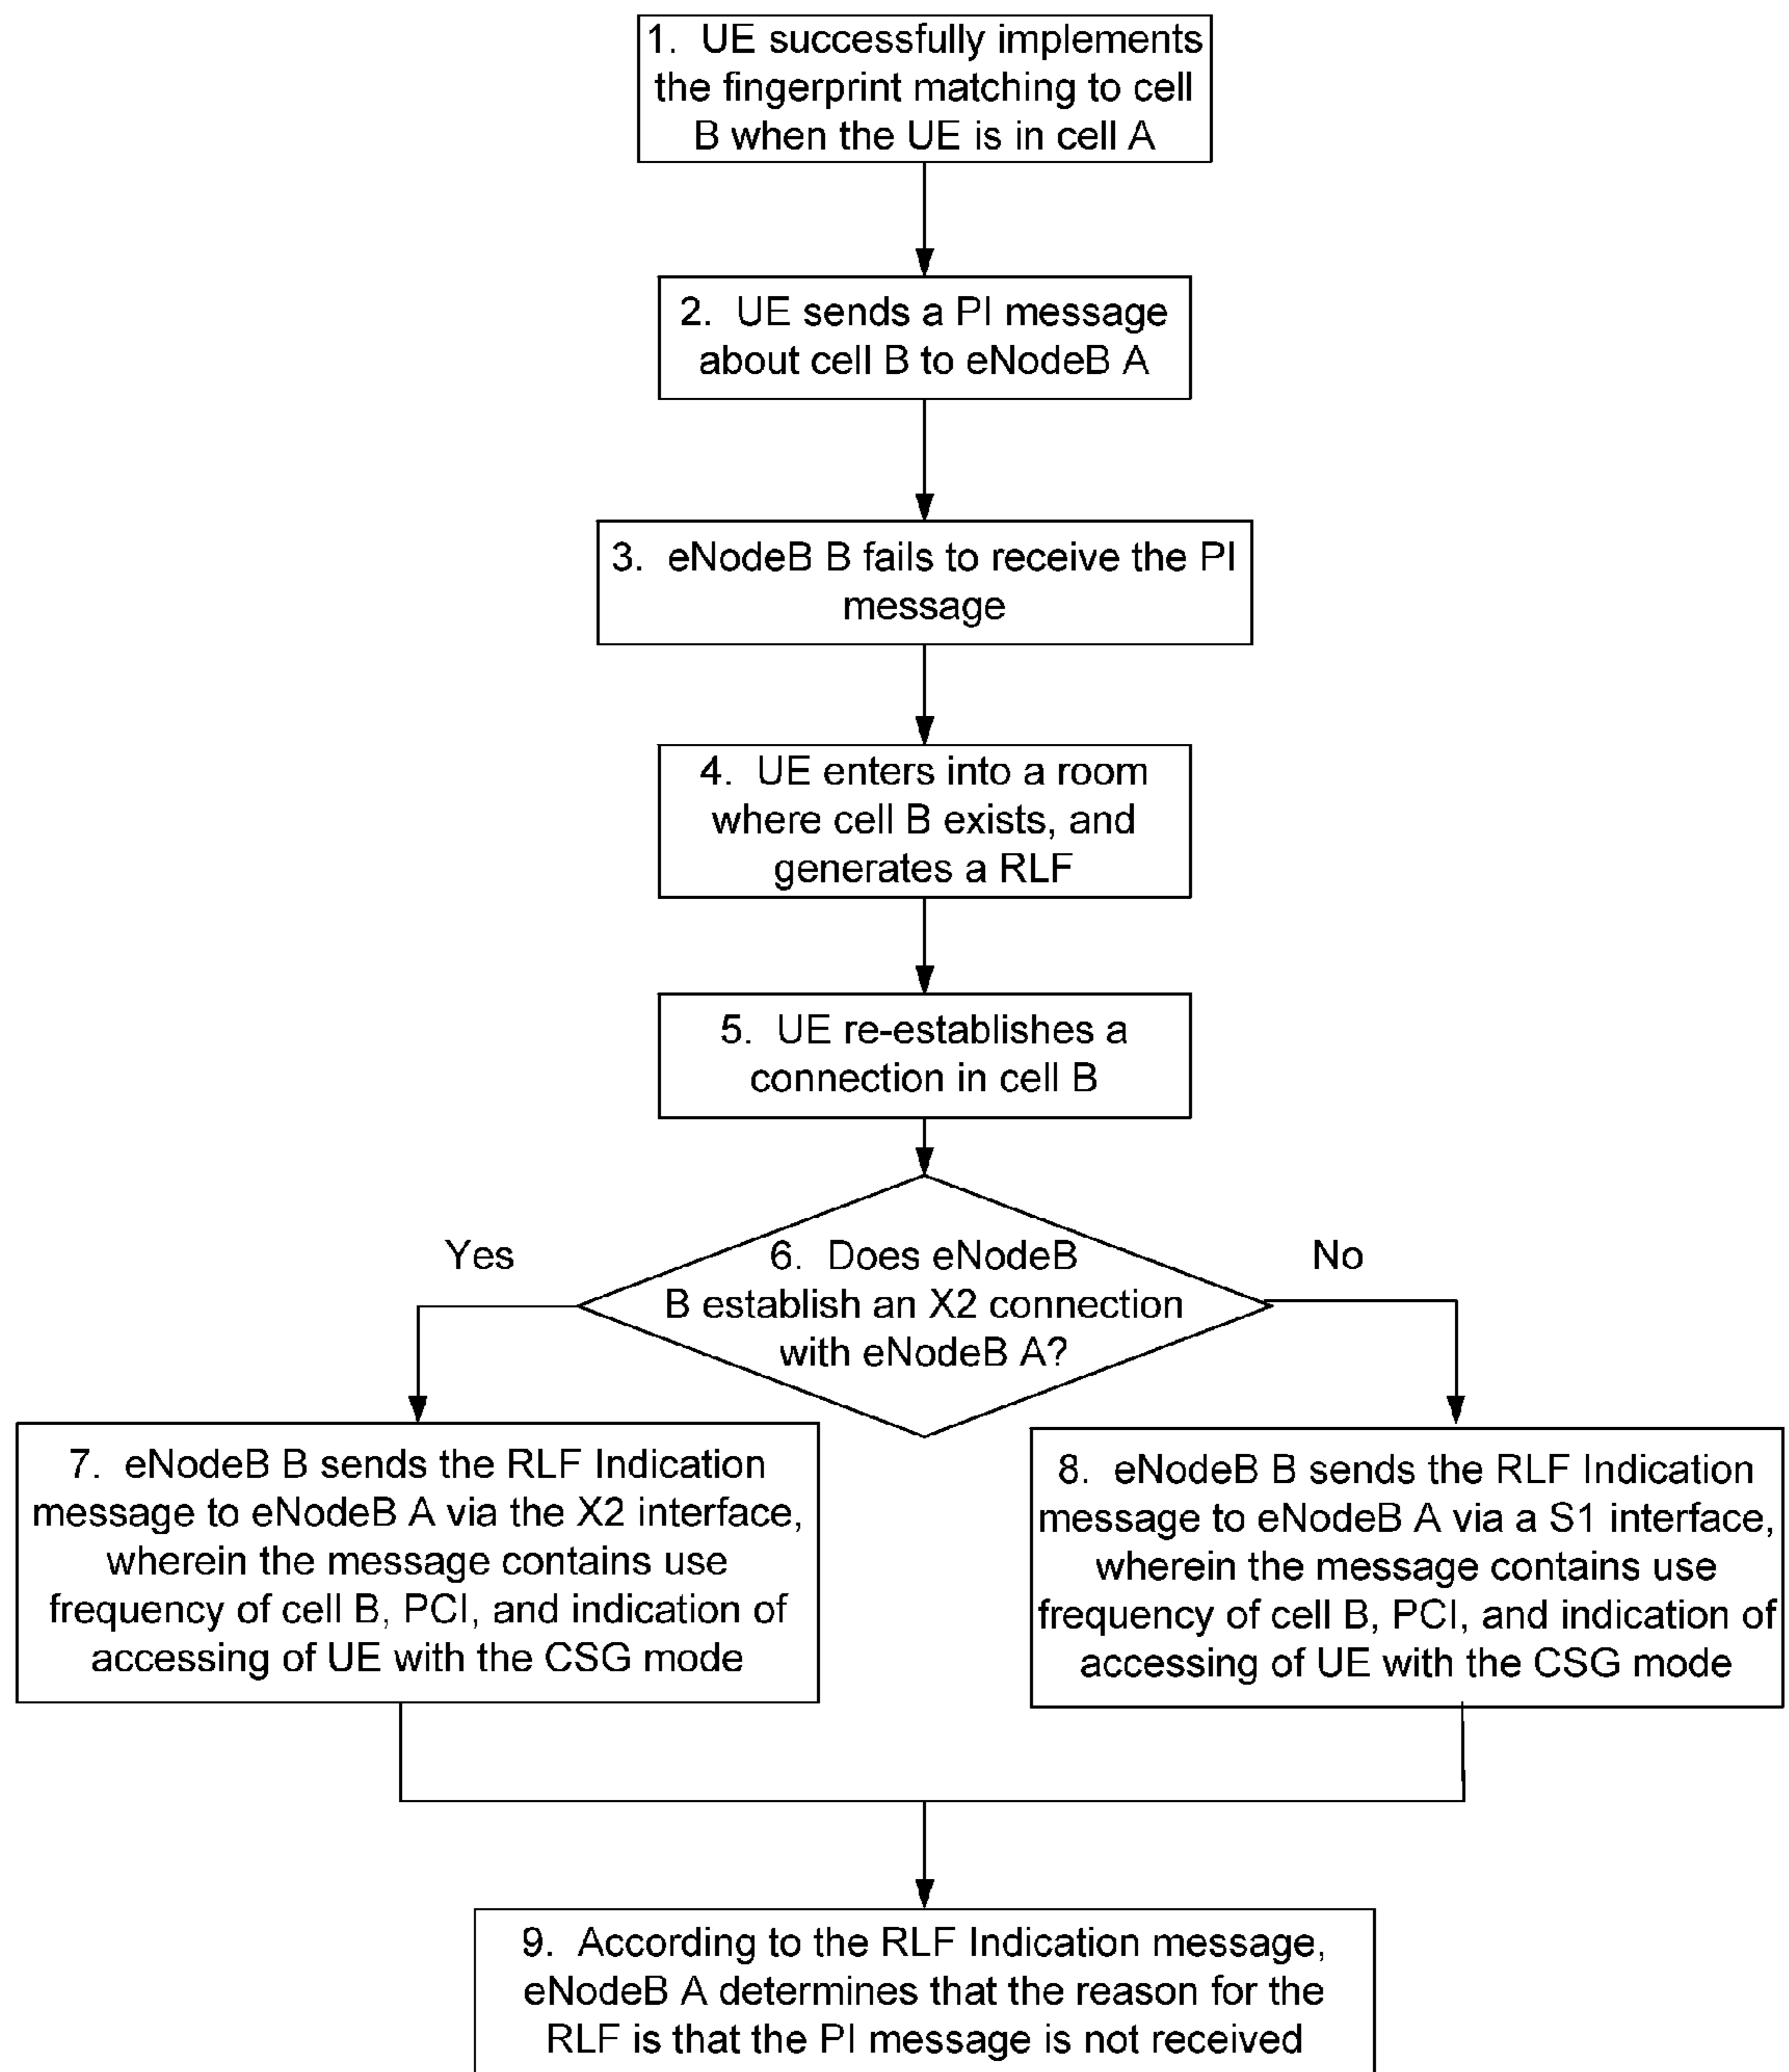 1. UE successfully implements
the fingerprint matching to cell
B when the UE is in cell A
2. UE sends a PI message
about cell B to eNodeB A
3. eNodeB B fails to receive the PI
message
4. UE enters into a room
where cell B exists, and
generates a RLF
5. UE re-establishes a
connection in cell B
Yes
6. Does eNodeB
B establish an X2 connection
with eNodeB A?
No
7. eNodeB B sends the RLF Indication
message to eNodeB A via the X2 interface,
wherein the message contains use
frequency of cell B, PCI, and indication of
accessing of UE with the CSG mode
8. eNodeB B sends the RLF Indication
message to eNodeB A via a S1 interface,
wherein the message contains use
frequency of cell B, PCI, and indication of
accessing of UE with the CSG mode
9. According to the RLF Indication message,
eNodeB A determines that the reason for the
RLF is that the PI message is not received